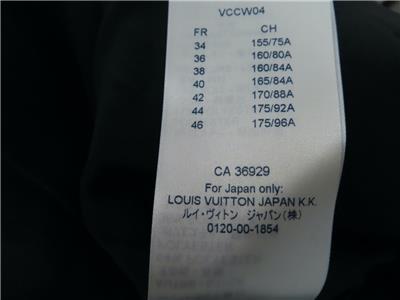 VCCW04
FR CH
34 155/75A
36 160/80A
38 160/84A
40 165/84A
42 170/88A
44 175/92A
46 175/96A
CA 36929
For Japan only:
LOUIS VUITTON JAPAN K.K.
ルイ・ヴィトン ジャパン(株)
0120-00-1854